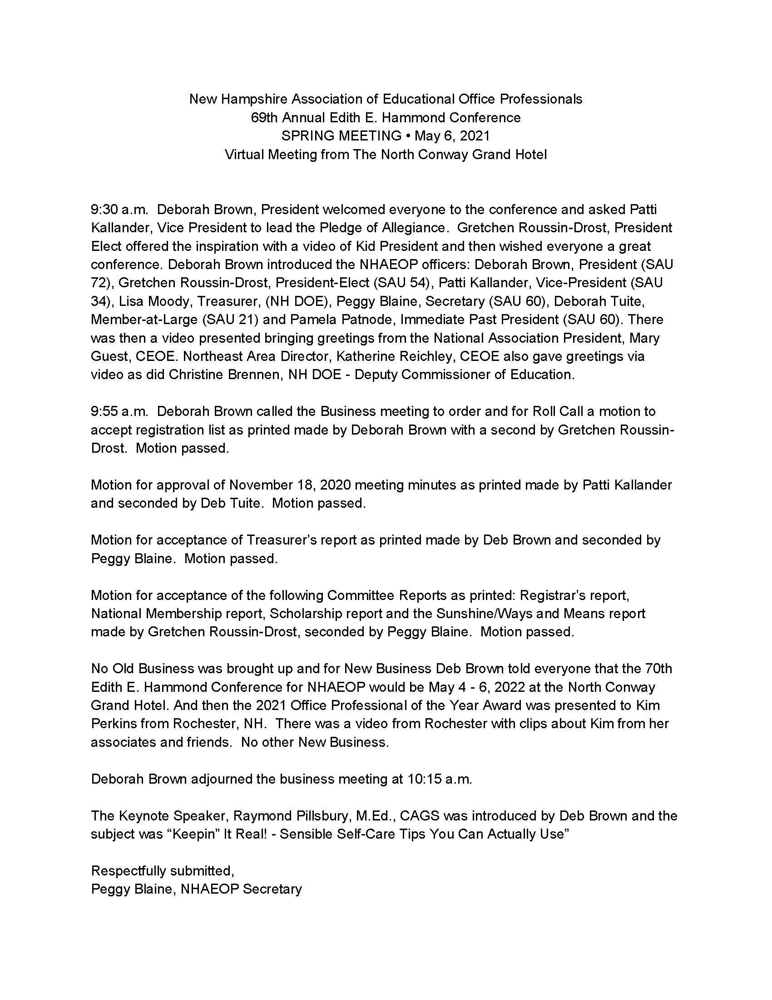 New Hampshire Association of Educational Office Professionals
69th Annual Edith E. Hammond Conference
SPRING MEETING • May 6, 2021
Virtual Meeting from The North Conway Grand Hotel
9:30 a.m.  Deborah Brown, President welcomed everyone to the conference and asked Patti
Kallander, Vice President to lead the Pledge of Allegiance.  Gretchen Roussin-Drost, President
Elect offered the inspiration with a video of Kid President and then wished everyone a great
conference. Deborah Brown introduced the NHAEOP officers: Deborah Brown, President (SAU
72), Gretchen Roussin-Drost, President-Elect (SAU 54), Patti Kallander, Vice-President (SAU
34), Lisa Moody, Treasurer, (NH DOE), Peggy Blaine, Secretary (SAU 60), Deborah Tuite,
Member-at-Large (SAU 21) and Pamela Patnode, Immediate Past President (SAU 60). There
was then a video presented bringing greetings from the National Association President, Mary
Guest, CEOE. Northeast Area Director, Katherine Reichley, CEOE also gave greetings via
video as did Christine Brennen, NH DOE - Deputy Commissioner of Education.
9:55 a.m.  Deborah Brown called the Business meeting to order and for Roll Call a motion to
accept registration list as printed made by Deborah Brown with a second by Gretchen Roussin-
Drost.  Motion passed.
Motion for approval of November 18, 2020 meeting minutes as printed made by Patti Kallander
and seconded by Deb Tuite.  Motion passed.
Motion for acceptance of Treasurer’s report as printed made by Deb Brown and seconded by
Peggy Blaine.  Motion passed.
Motion for acceptance of the following Committee Reports as printed: Registrar’s report,
National Membership report, Scholarship report and the Sunshine/Ways and Means report
made by Gretchen Roussin-Drost, seconded by Peggy Blaine.  Motion passed.
No Old Business was brought up and for New Business Deb Brown told everyone that the 70th
Edith E. Hammond Conference for NHAEOP would be May 4 - 6, 2022 at the North Conway
Grand Hotel. And then the 2021 Office Professional of the Year Award was presented to Kim
Perkins from Rochester, NH.  There was a video from Rochester with clips about Kim from her
associates and friends.  No other New Business.
Deborah Brown adjourned the business meeting at 10:15 a.m.
The Keynote Speaker, Raymond Pillsbury, M.Ed., CAGS was introduced by Deb Brown and the
subject was “Keepin” It Real! - Sensible Self-Care Tips You Can Actually Use”
Respectfully submitted,
Peggy Blaine, NHAEOP Secretary